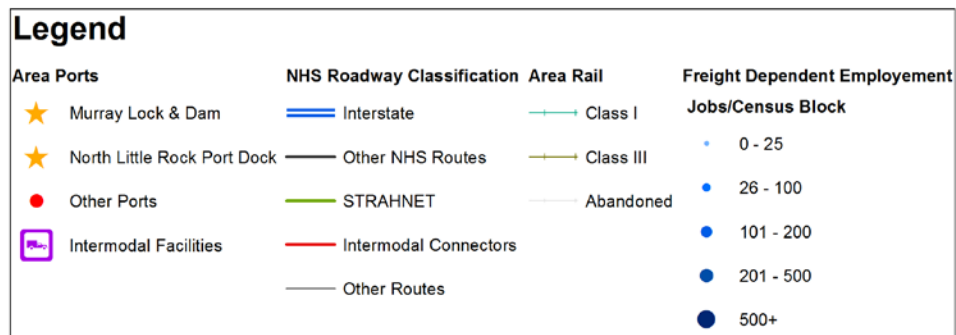 Legend
Area Ports
Murray Lock & Dam
North Little Rock Port Dock
Other Ports
Intermodal Facilities
NHS Roadway Classification
Interstate
Other NHS Routes
STRAHNET
Intermodal Connectors
Other Routes
Area Rail
Class I
Class III
Abandoned
Freight Dependent Employement
Jobs/Census Block
0 - 25
26 - 100
101 - 200
201 - 500
500+